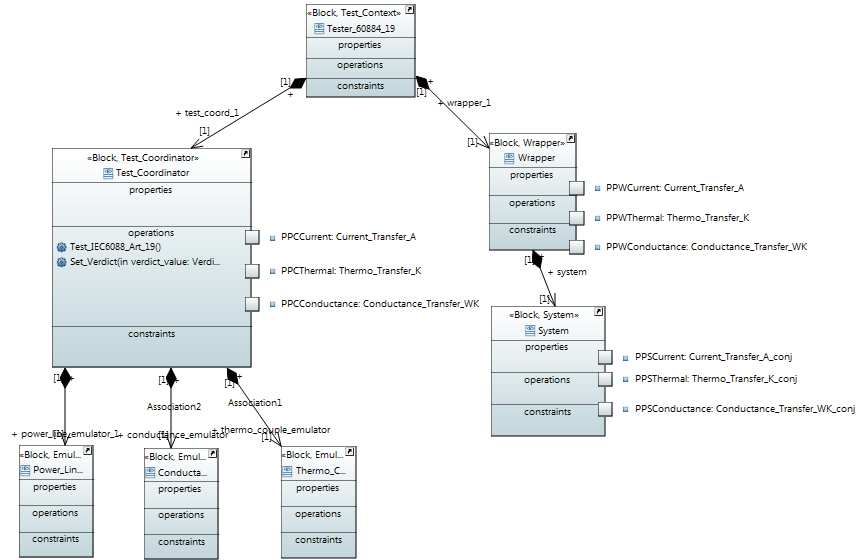 «Block, Test_Context»
Tester_60884_19
properties
operations
constraints
[1]
+
+
[1]
+ test_coord_1
[1]
+ wrapper_1
[1]
«Block, Test_Coordinator»
Test_Coordinator
properties
operations
Test_IEC6088_Art_19()
Set_Verdict(in verdict_value: Verdi...
constraints
PPCCurrent: Current_Transfer_A
PPCThermal: Thermo_Transfer_K
PPCConductance: Conductance_Transfer_WK
«Block, Wrapper»
Wrapper
properties
operations
constraints
PPWCurrent: Current_Transfer_A
PPWThermal: Thermo_Transfer_K
PPWConductance: Conductance_Transfer_WK
[1]
+
+ system
[1]
«Block, System»
System
properties
operations
constraints
PPSCurrent: Current_Transfer_A_conj
PPSThermal: Thermo_Transfer_K_conj
PPSConductance: Conductance_Transfer_WK_conj
[1]
+
[1]
+
[1]
+
Association2
Association1
+ power_line_emulator_1
[1]
+ conductance_emulator
[1]
+ thermo_couple_emulator
[1]
«Block, Emul...
Power_Lin...
properties
operations
constraints
«Block, Emul...
Conducta...
properties
operations
constraints
«Block, Emul...
Thermo_C...
properties
operations
constraints